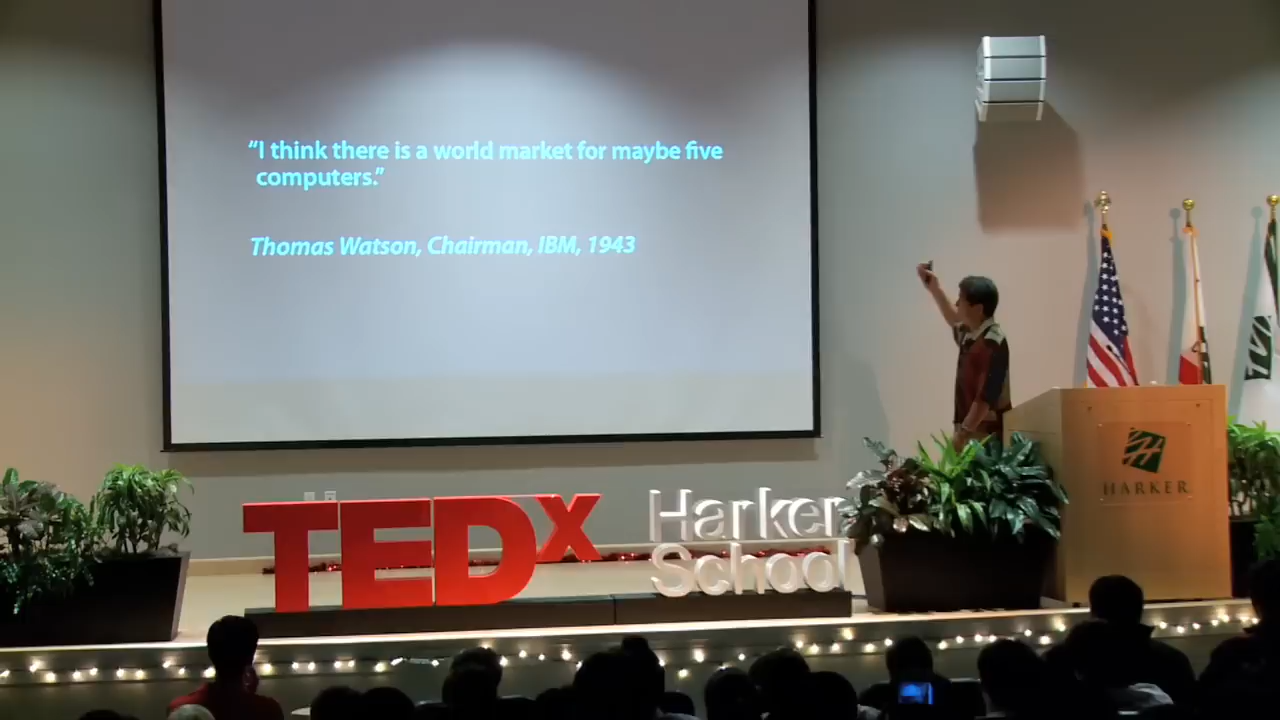 “I think there is a world market for maybe five
computers.”
Thomas Watson, Chairman, IBM, 1943
TEDx
Harker
School
HARKER